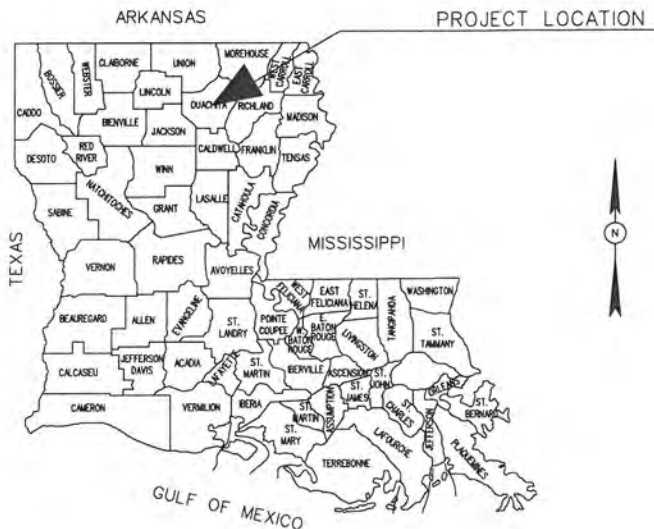 ARKANSAS
PROJECT LOCATION
MOREHOUSE
CLAIBORNE
UNION
WEST
CARROLL
EAST
CARROLL
BOSSIER
WEBSTER
LINCOLN
OUACHITA
RICHLAND
CADDO
BIENVILLE
JACKSON
MADISON
DESOTO
RED
RIVER
CALDWELL
FRANKLIN
TENSAS
WINN
NATCHITOCHES
SABINE
GRANT
LASALLE
CATAHOULA
CONCORDIA
N
TEXAS
MISSISSIPPI
VERNON
RAPIDES
AVOYELLES
WEST
FELICIANA
EAST
FELICIANA
ST.
HELENA
TANGIPAHOA
WASHINGTON
BEAUREGARD
ALLEN
EVANGELINE
ST.
LANDRY
POINTE
COUPEE
W.
BATON
ROUGE
E.
BATON
ROUGE
LIVINGSTON
ST.
TAMMANY
CALCASIEU
JEFFERSON
DAVIS
ACADIA
LAFAYETTE
ST.
MARTIN
IBERVILLE
ASCENSION
ST.
JAMES
ST.
JOHN
ORLEANS
ST.
CHARLES
ST.
BERNARD
CAMERON
VERMILION
IBERIA
ST.
MARTIN
ASSUMPTION
ST.
MARY
LAFOURCHE
JEFFERSON
PLAQUEMINES
TERREBONNE
GULF OF MEXICO